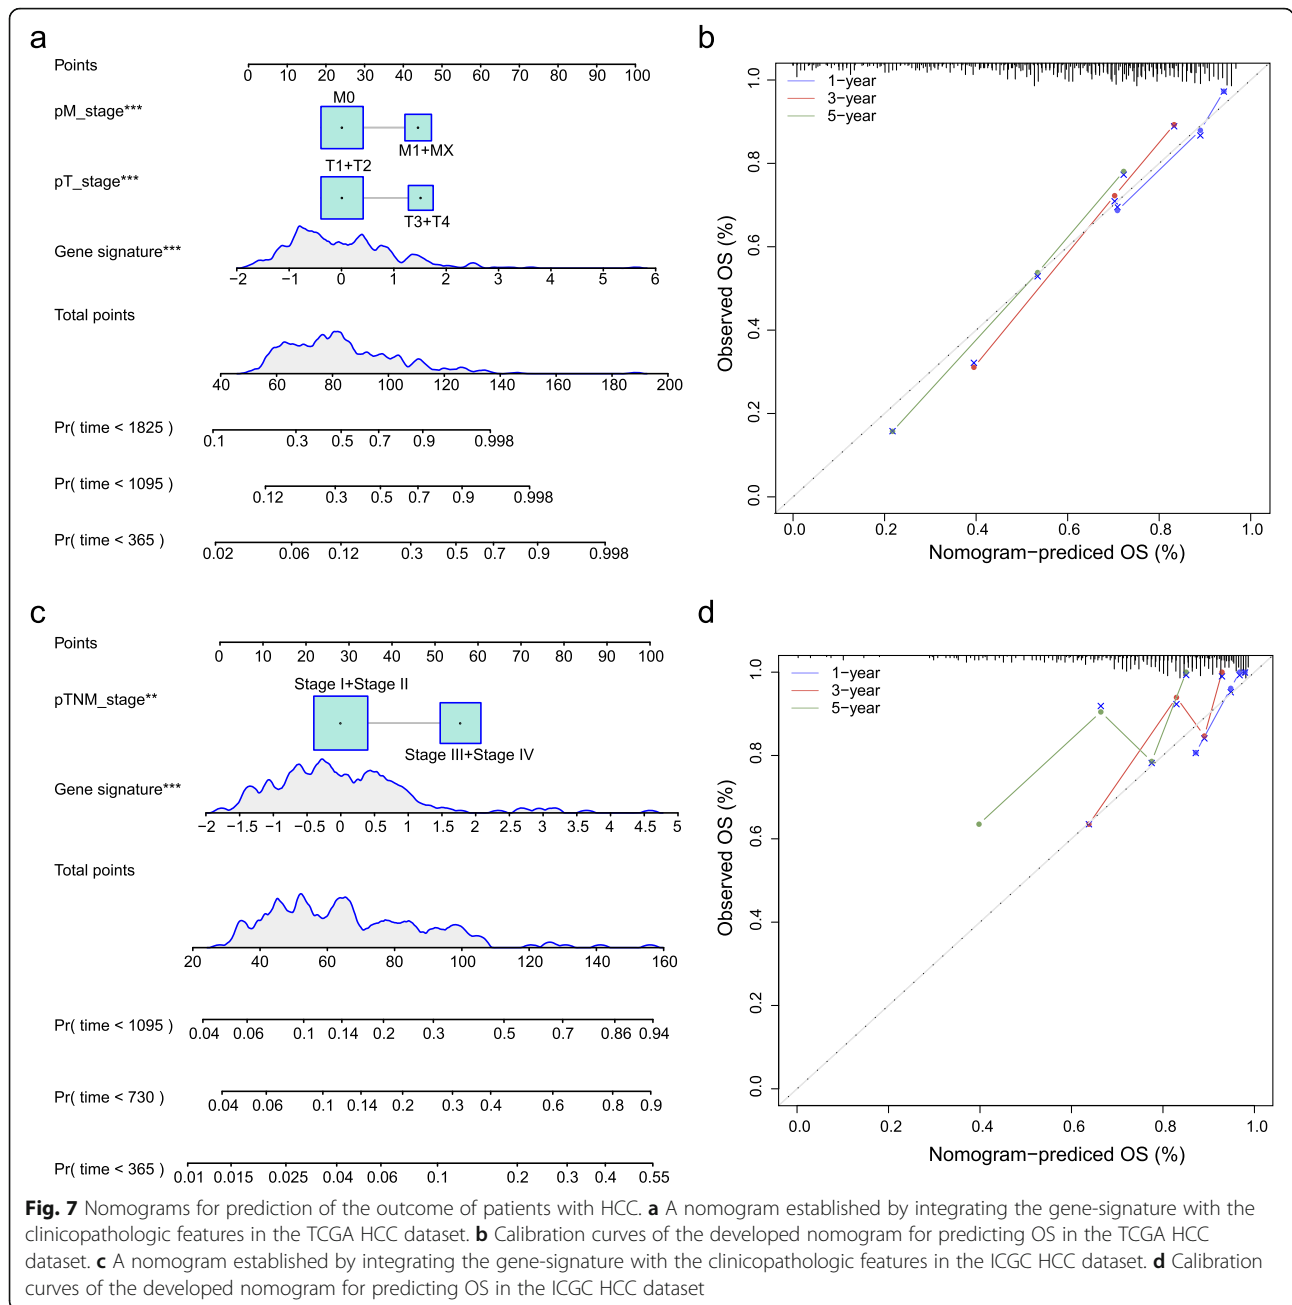 a
Points
0 10 20 30 40 50 60 70 80 90 100
pM_stage***
M0
M1+MX
pT_stage***
T1+T2
T3+T4
Gene signature***
−2 −1 0 1 2 3 4 5 6
Total points
40 60 80 100 120 140 160 180 200
Pr( time < 1825 )
0.1 0.3 0.5 0.7 0.9 0.998
Pr( time < 1095 )
0.12 0.3 0.5 0.7 0.9 0.998
Pr( time < 365 )
0.02 0.06 0.12 0.3 0.5 0.7 0.9 0.998
b
1−year
3−year
5−year
Observed OS (%)
1.0
0.8
0.6
0.4
0.2
0.0
0.0 0.2 0.4 0.6 0.8 1.0
Nomogram−prediced OS (%)
c
Points
0 10 20 30 40 50 60 70 80 90 100
pTNM_stage**
Stage I+Stage II
Stage III+Stage IV
Gene signature***
−2 −1.5 −1 −0.5 0 0.5 1 1.5 2 2.5 3 3.5 4 4.5 5
Total points
20 40 60 80 100 120 140 160
Pr( time < 1095 )
0.04 0.06 0.1 0.14 0.2 0.3 0.5 0.7 0.86 0.94
Pr( time < 730 )
0.04 0.06 0.1 0.14 0.2 0.3 0.4 0.6 0.8 0.9
Pr( time < 365 )
0.01 0.015 0.025 0.04 0.06 0.1 0.2 0.3 0.4 0.55
d
1−year
3−year
5−year
Observed OS (%)
1.0
0.8
0.6
0.4
0.2
0.0
0.0 0.2 0.4 0.6 0.8 1.0
Nomogram−prediced OS (%)
Fig. 7 Nomograms for prediction of the outcome of patients with HCC. a A nomogram established by integrating the gene-signature with the
clinicopathologic features in the TCGA HCC dataset. b Calibration curves of the developed nomogram for predicting OS in the TCGA HCC
dataset. c A nomogram established by integrating the gene-signature with the clinicopathologic features in the ICGC HCC dataset. d Calibration
curves of the developed nomogram for predicting OS in the ICGC HCC dataset